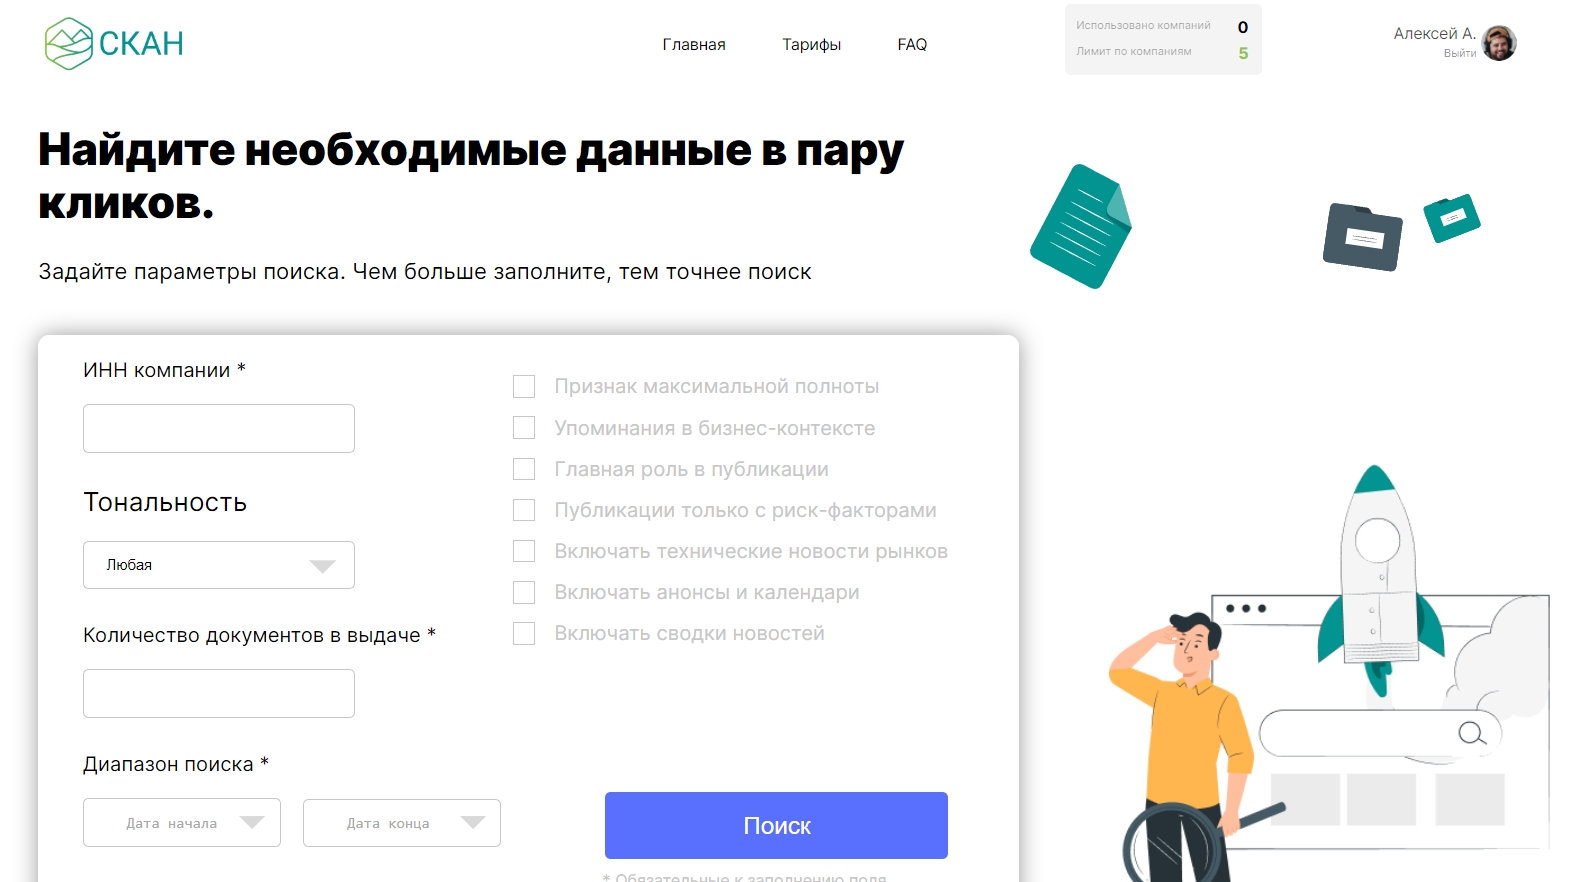 СКАН
Главная
Тарифы
FAQ
Использовано компаний 0
Лимит по компаниям 5
Алексей А.
Выйти
Найдите необходимые данные в пару
кликов.
Задайте параметры поиска. Чем больше заполните, тем точнее поиск
ИНН компании *
Тональность
Любая
Количество документов в выдаче *
Диапазон поиска *
Дата начала
Дата конца
Признак максимальной полноты
Упоминания в бизнес-контексте
Главная роль в публикации
Публикации только с риск-факторами
Включать технические новости рынков
Включать анонсы и календари
Включать сводки новостей
Поиск
* Обязательные к заполнению поля